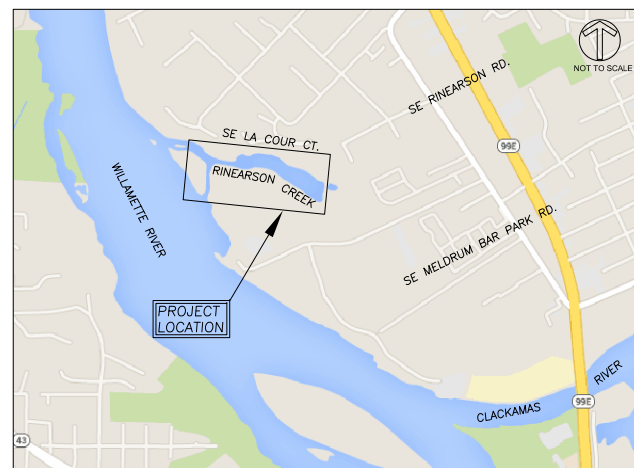 NOT TO SCALE
SE RINEARSON RD.
99E
SE LA COUR CT.
RINEARSON CREEK
WILLAMETTE RIVER
SE MELDRUM BAR PARK RD.
PROJECT
LOCATION
CLACKAMAS RIVER
99E
43